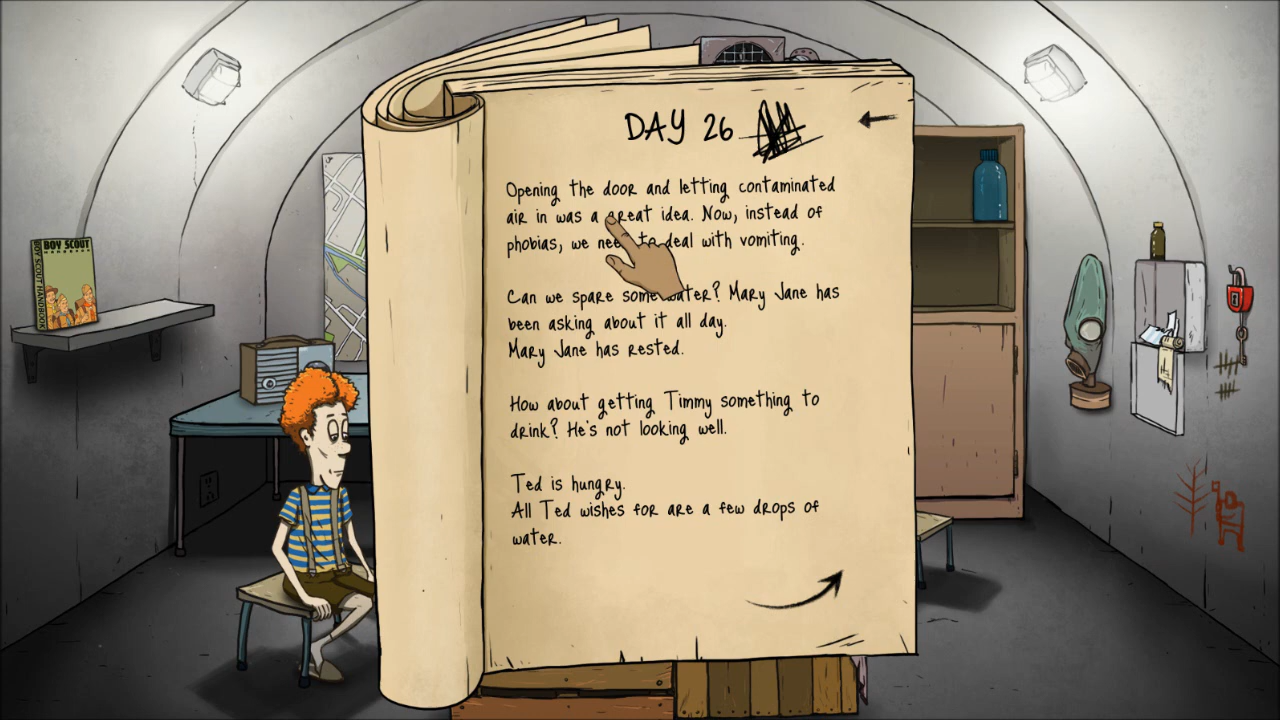 DAY 26
Opening the door and letting contaminated
air in was a great idea. Now, instead of
phobias, we need to deal with vomiting.
Can we spare some water? Mary Jane has
been asking about it all day.
Mary Jane has rested.
How about getting Timmy something to
drink? He's not looking well.
Ted is hungry.
All Ted wishes for are a few drops of
water.
BOY SCOUT
BOY SCOUT HANDBOOK